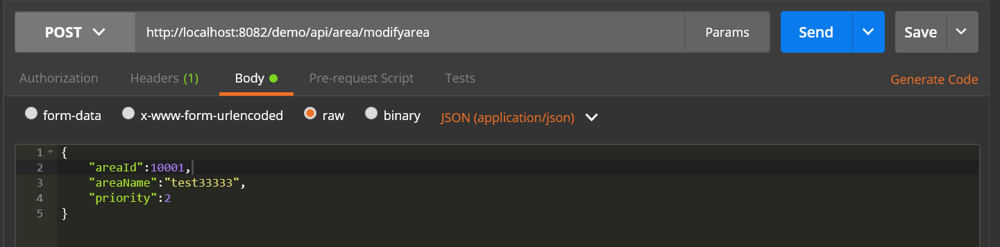 POST http://localhost:8082/demo/api/area/modifyarea Params Send Save
Authorization Headers (1) Body Pre-request Script Tests Generate Code
form-data x-www-form-urlencoded raw binary JSON (application/json)
1 {
2 "areaId":10001,
3 "areaName":"test33333",
4 "priority":2
5 }